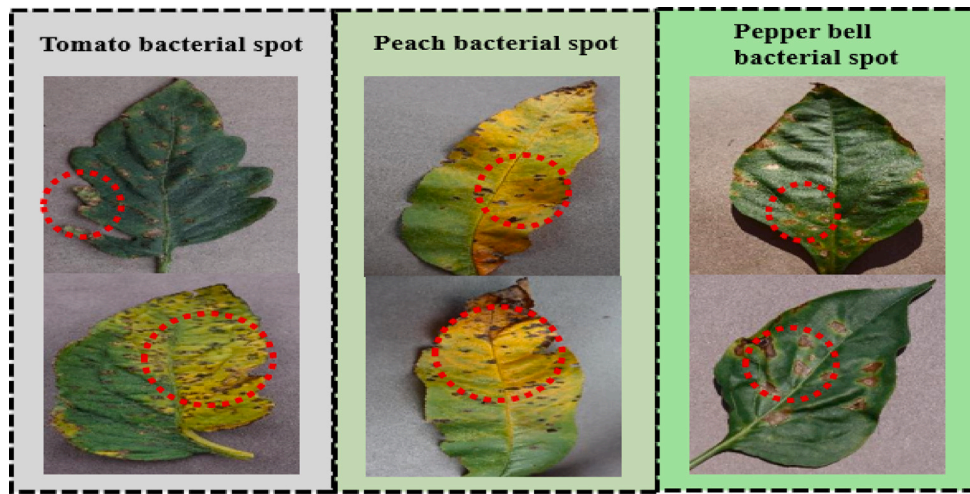 Tomato bacterial spot
Peach bacterial spot
Pepper bell
bacterial spot